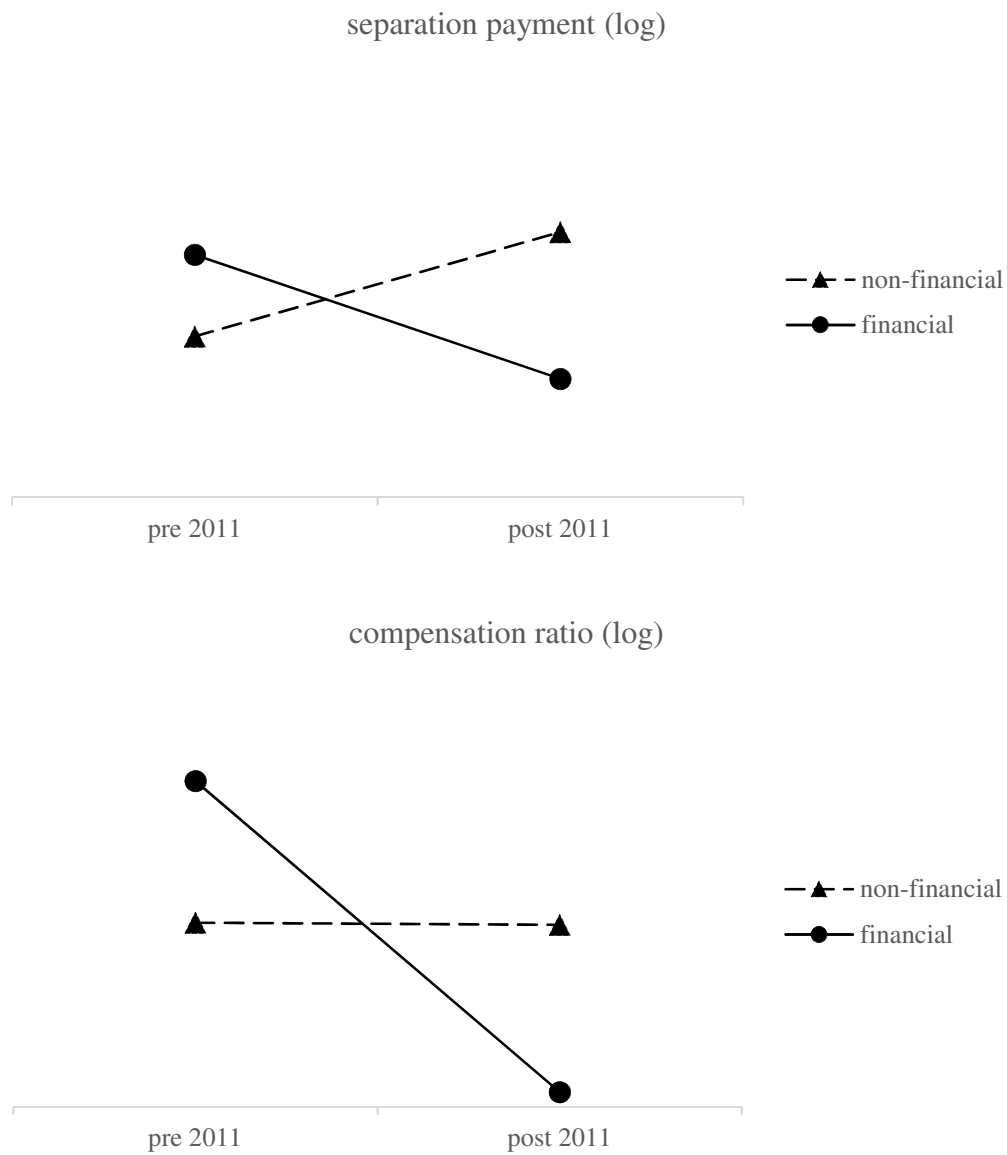 separation payment (log)
non-financial
financial
pre 2011
post 2011
compensation ratio (log)
non-financial
financial
pre 2011
post 2011